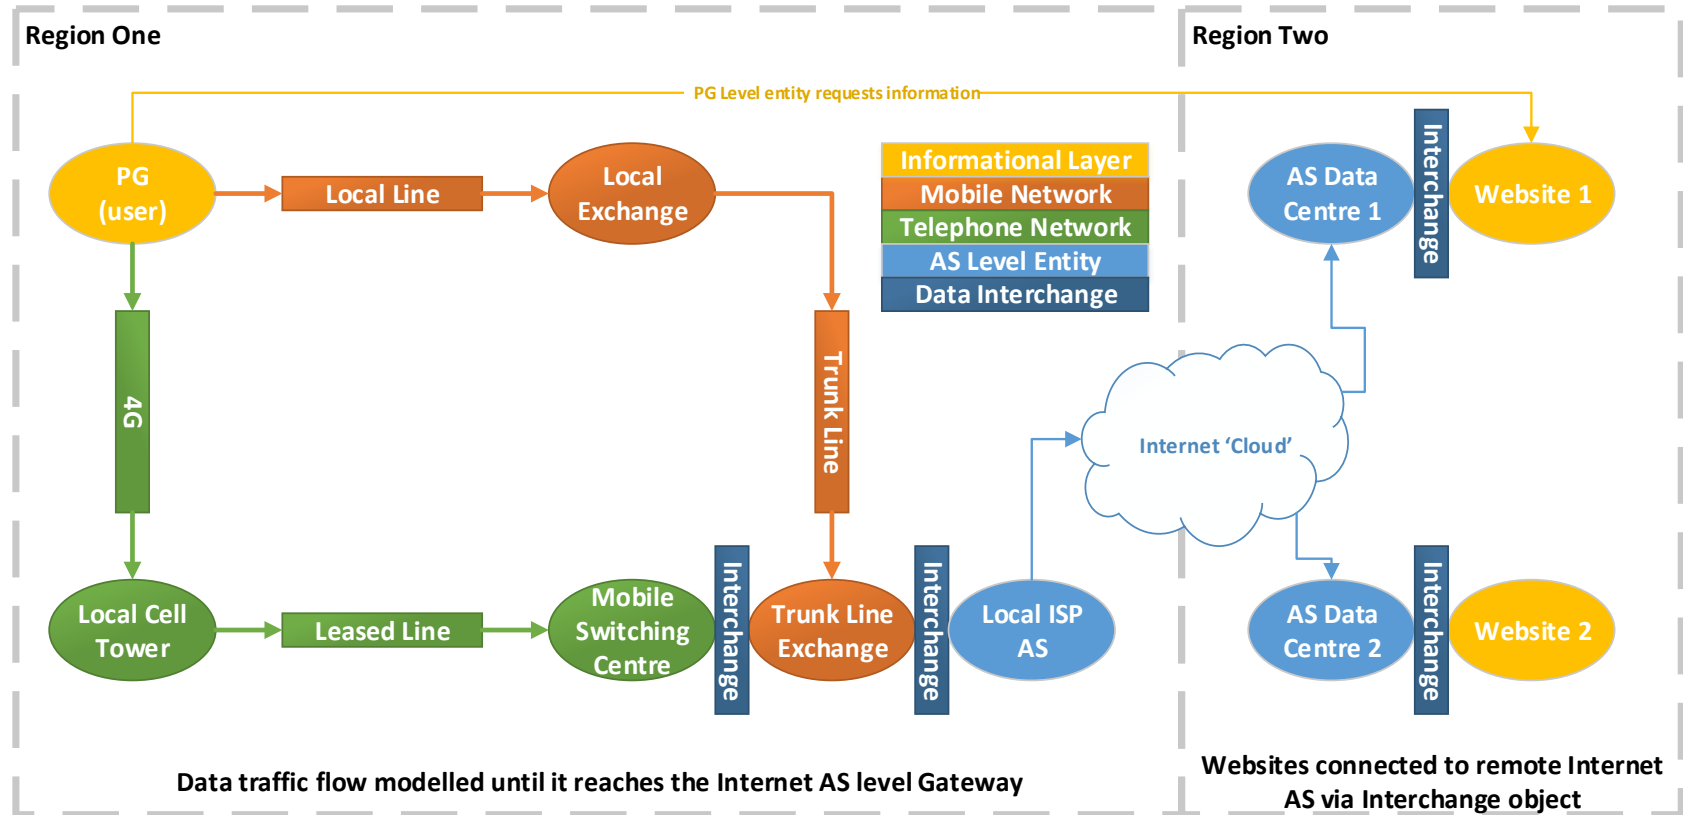 Region One
Region Two
PG Level entity requests information
PG
(user)
Local Line
Local
Exchange
Informational Layer
Mobile Network
Telephone Network
AS Level Entity
Data Interchange
AS Data
Centre 1
Interchange
Website 1
4G
Trunk Line
Internet ‘Cloud’
Local Cell
Tower
Leased Line
Mobile
Switching
Centre
Interchange
Trunk Line
Exchange
Interchange
Local ISP
AS
AS Data
Centre 2
Interchange
Website 2
Data traffic flow modelled until it reaches the Internet AS level Gateway
Websites connected to remote Internet
AS via Interchange object